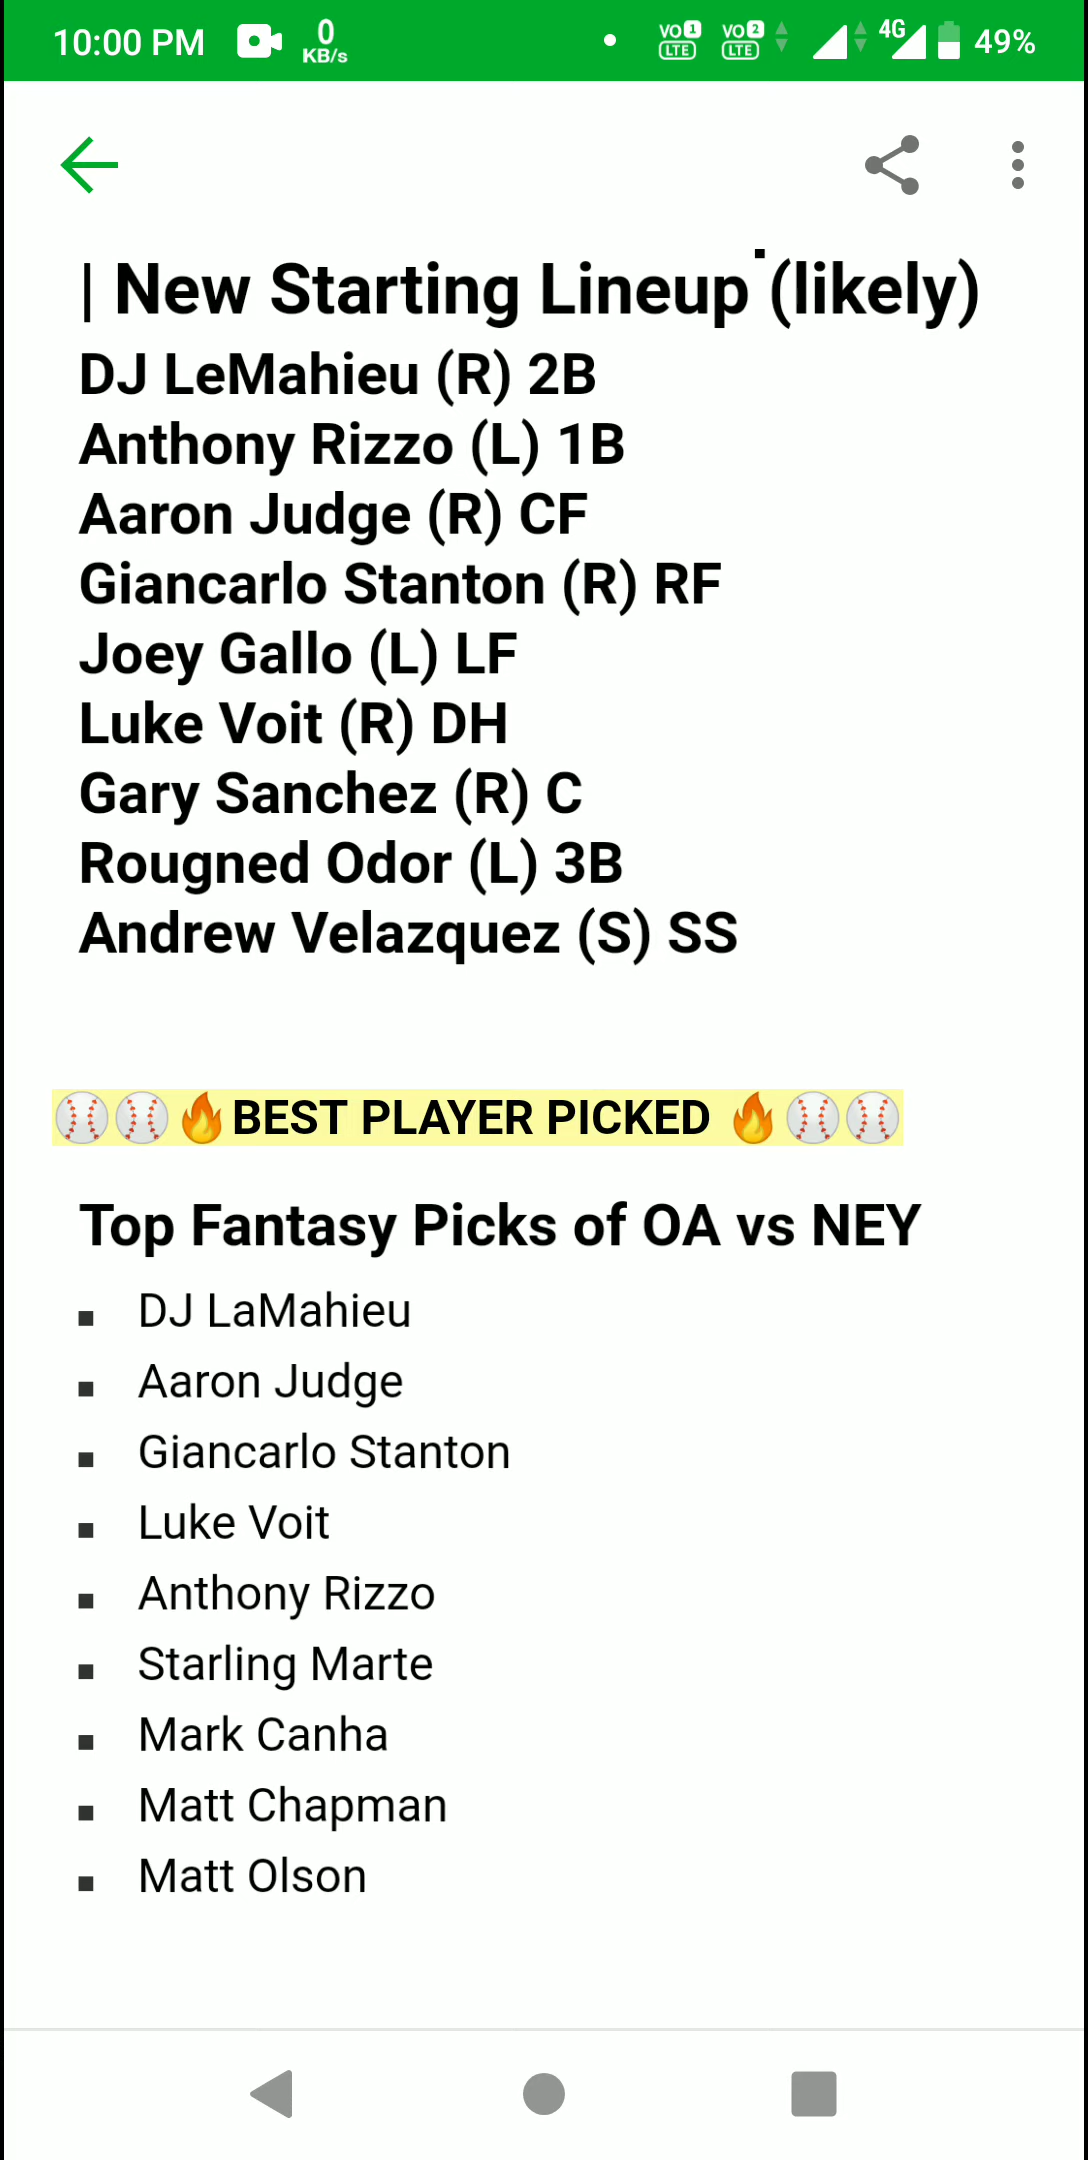 10:00 PM 0 KB/s VO 1 LTE VO 2 LTE 4G 49%
| New Starting Lineup (likely)
DJ LeMahieu (R) 2B
Anthony Rizzo (L) 1B
Aaron Judge (R) CF
Giancarlo Stanton (R) RF
Joey Gallo (L) LF
Luke Voit (R) DH
Gary Sanchez (R) C
Rougned Odor (L) 3B
Andrew Velazquez (S) SS
⚾⚾🔥BEST PLAYER PICKED 🔥⚾⚾
Top Fantasy Picks of OA vs NEY
▪ DJ LaMahieu
▪ Aaron Judge
▪ Giancarlo Stanton
▪ Luke Voit
▪ Anthony Rizzo
▪ Starling Marte
▪ Mark Canha
▪ Matt Chapman
▪ Matt Olson